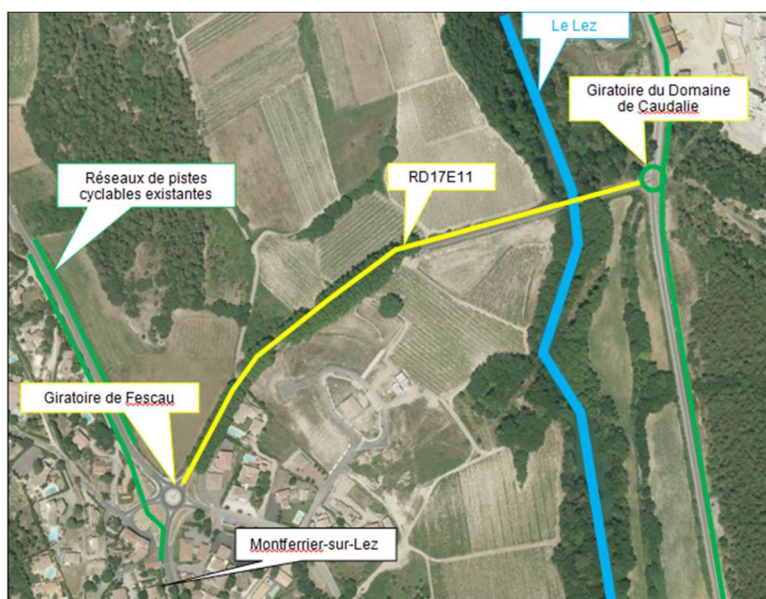 Le Lez
Giratoire du Domaine
de Caudalie
RD17E11
Réseaux de pistes
cyclables existantes
Giratoire de Fescau
Montferrier-sur-Lez